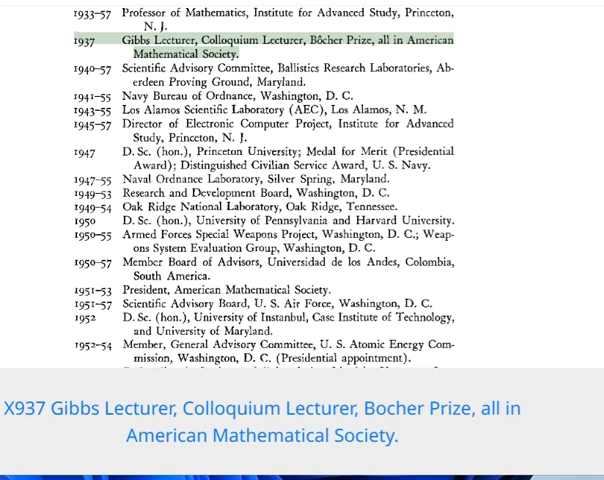 1933–57 Professor of Mathematics, Institute for Advanced Study, Princeton,
N. J.
1937 Gibbs Lecturer, Colloquium Lecturer, Bôcher Prize, all in American
Mathematical Society.
1940–57 Scientific Advisory Committee, Ballistics Research Laboratories, Ab-
erdeen Proving Ground, Maryland.
1941–55 Navy Bureau of Ordnance, Washington, D. C.
1943–55 Los Alamos Scientific Laboratory (AEC), Los Alamos, N. M.
1945–57 Director of Electronic Computer Project, Institute for Advanced
Study, Princeton, N. J.
1947 D. Sc. (hon.), Princeton University; Medal for Merit (Presidential
Award); Distinguished Civilian Service Award, U. S. Navy.
1947–55 Naval Ordnance Laboratory, Silver Spring, Maryland.
1949–53 Research and Development Board, Washington, D. C.
1949–54 Oak Ridge National Laboratory, Oak Ridge, Tennessee.
1950 D. Sc. (hon.), University of Pennsylvania and Harvard University.
1950–55 Armed Forces Special Weapons Project, Washington, D. C.; Weap-
ons System Evaluation Group, Washington, D. C.
1950–57 Member Board of Advisors, Universidad de los Andes, Colombia,
South America.
1951–53 President, American Mathematical Society.
1951–57 Scientific Advisory Board, U. S. Air Force, Washington, D. C.
1952 D. Sc. (hon.), University of Instanbul, Case Institute of Technology,
and University of Maryland.
1952–54 Member, General Advisory Committee, U. S. Atomic Energy Com-
mission, Washington, D. C. (Presidential appointment).
X937 Gibbs Lecturer, Colloquium Lecturer, Bocher Prize, all in
American Mathematical Society.